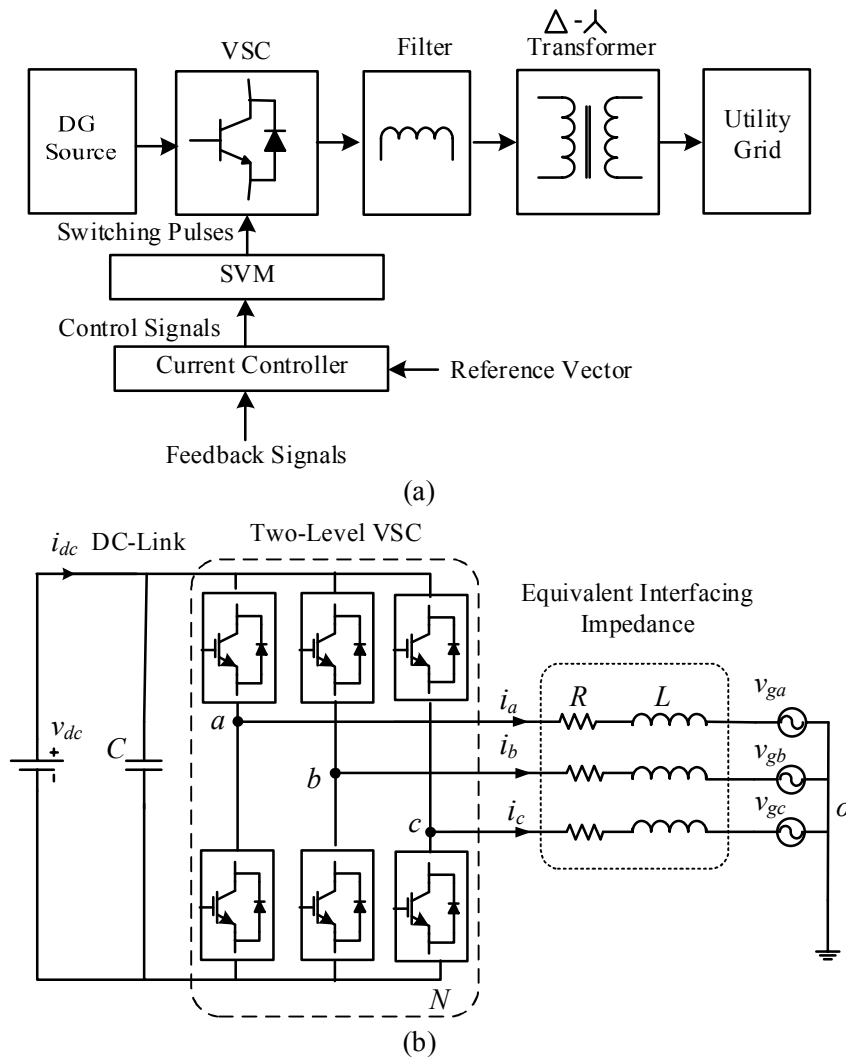 Δ - ⅄
VSC
Filter
Transformer
DG
Source
Utility
Grid
Switching Pulses
SVM
Control Signals
Current Controller
Reference Vector
Feedback Signals
(a)
Two-Level VSC
i_dc
DC-Link
Equivalent Interfacing
Impedance
i_a
R
L
v_ga
a
v_dc
+
-
C
i_b
v_gb
b
i_c
v_gc
c
o
N
(b)